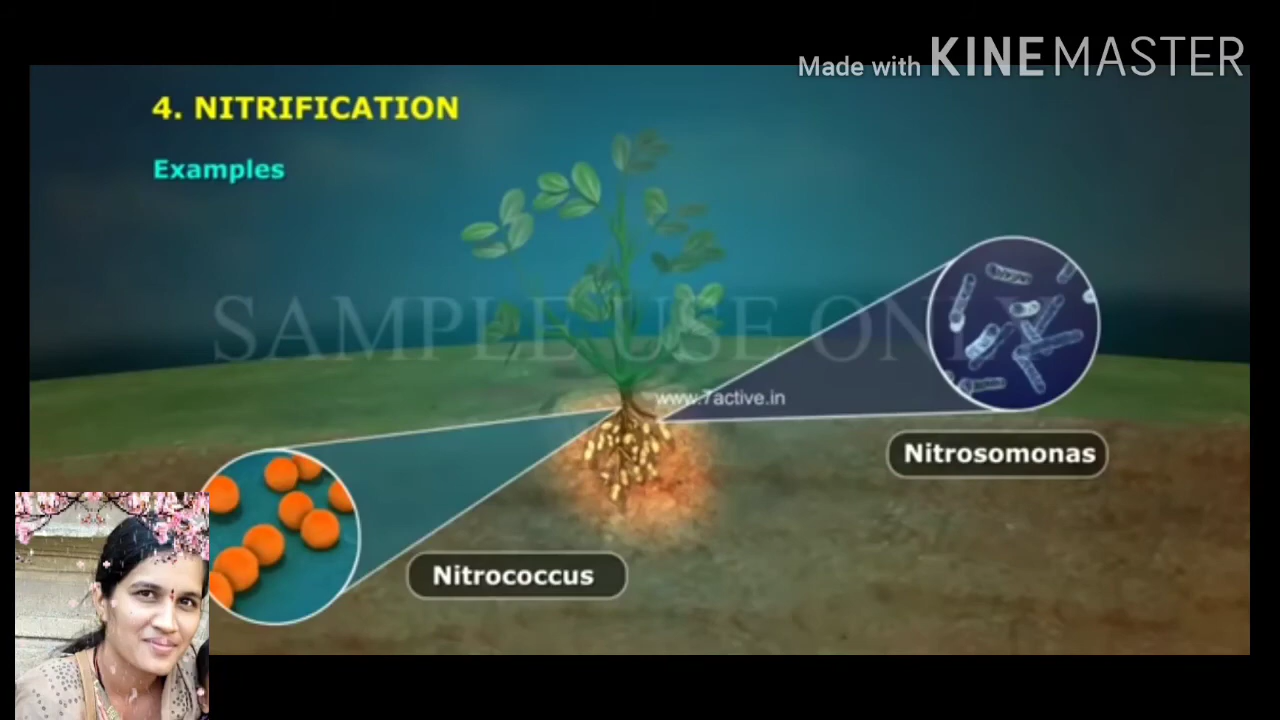 Made with KINEMASTER
4. NITRIFICATION
Examples
SAMPLE USE ONLY
www.7active.in
Nitrosomonas
Nitrococcus